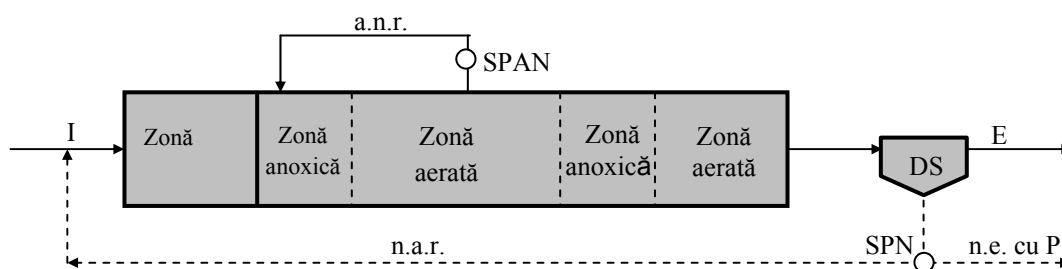 a.n.r.
SPAN
I
Zonă
Zonă
anoxică
Zonă
aerată
Zonă
anoxică
Zonă
aerată
DS
E
n.a.r.
SPN
n.e. cu P